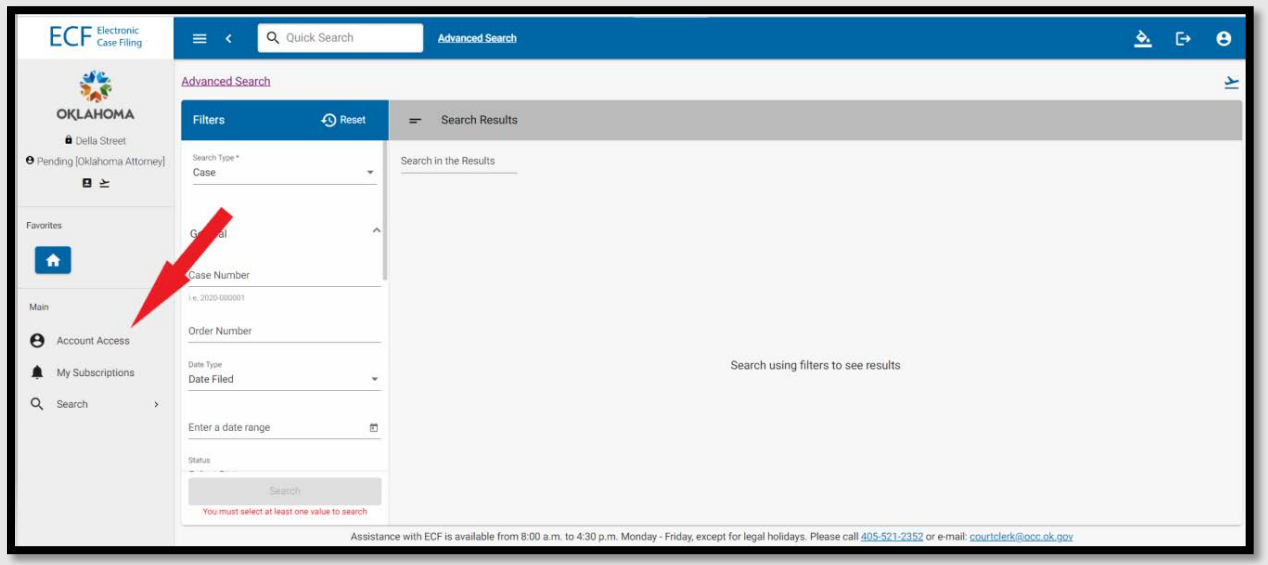 ECF Electronic Case Filing
Quick Search
Advanced Search
OKLAHOMA
Della Street
Pending [Oklahoma Attorney]
Favorites
Main
Account Access
My Subscriptions
Search
Advanced Search
Filters
Reset
Search Type *
Case
Case Number
i.e. 2020-000001
Order Number
Date Type
Date Filed
Enter a date range
Status
Search
You must select at least one value to search
Search Results
Search in the Results
Search using filters to see results
Assistance with ECF is available from 8:00 a.m. to 4:30 p.m. Monday - Friday, except for legal holidays. Please call 405-521-2352 or e-mail: courtclerk@occ.ok.gov